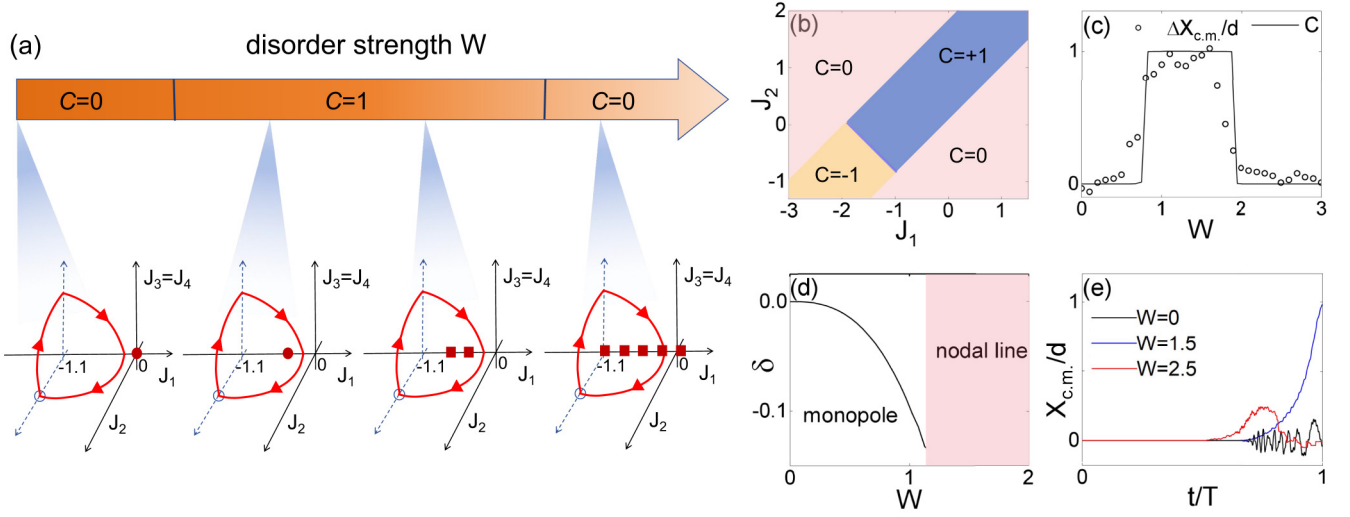 (a)
disorder strength W
C=0
C=1
C=0
J3=J4
-1.1
0
J1
J2
J3=J4
-1.1
0
J1
J2
J3=J4
-1.1
0
J1
J2
J3=J4
-1.1
0
J1
J2
(b)
2
1
0
-1
J2
C=0
C=+1
C=0
C=-1
-3
-2
-1
0
1
J1
(c)
ΔXc.m./d
C
1
0
0
1
2
3
W
(d)
0.0
-0.1
δ
monopole
nodal line
0
1
2
W
(e)
1
0
Xc.m./d
W=0
W=1.5
W=2.5
0
1
t/T